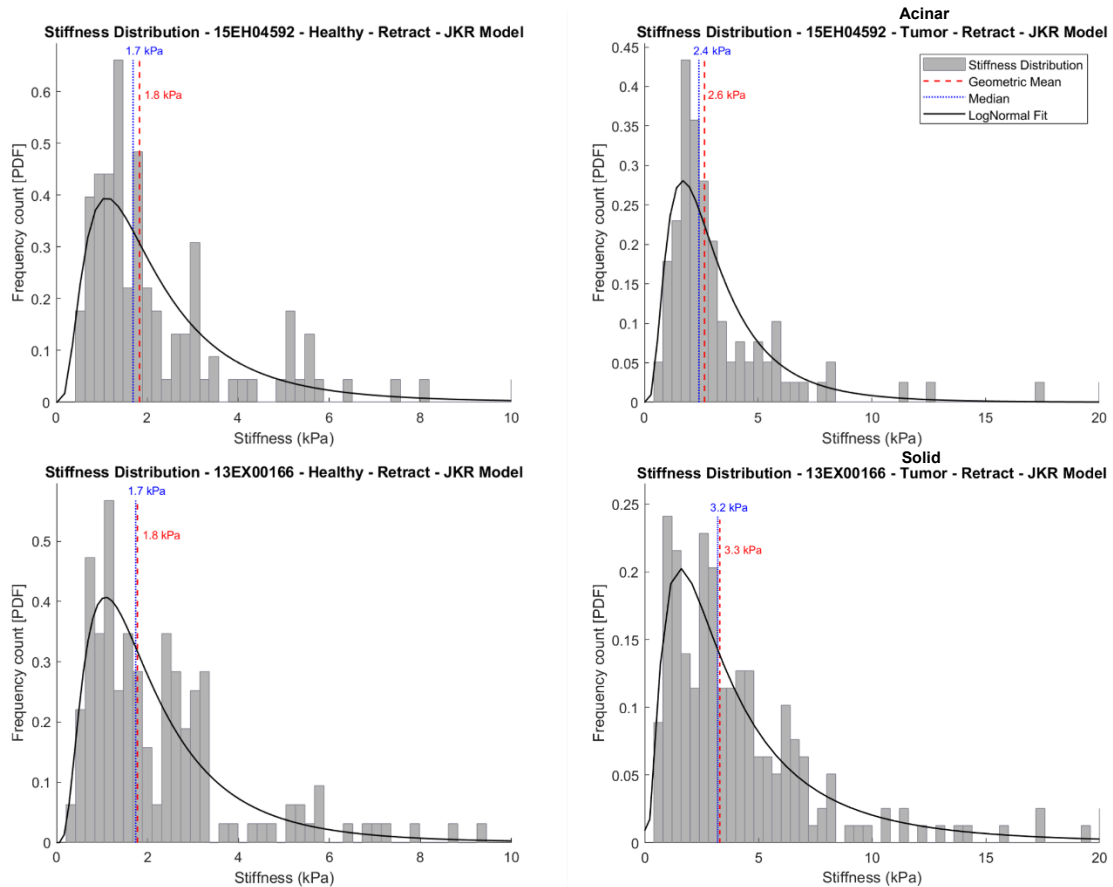 Stiffness Distribution - 15EH04592 - Healthy - Retract - JKR Model
1.7 kPa
1.8 kPa
0.6
0.5
0.4
0.3
0.2
0.1
0
Frequency count [PDF]
0 2 4 6 8 10
Stiffness (kPa)
Acinar
Stiffness Distribution - 15EH04592 - Tumor - Retract - JKR Model
2.4 kPa
2.6 kPa
Stiffness Distribution
Geometric Mean
Median
LogNormal Fit
0.45
0.4
0.35
0.3
0.25
0.2
0.15
0.1
0.05
0
Frequency count [PDF]
0 5 10 15 20
Stiffness (kPa)
Stiffness Distribution - 13EX00166 - Healthy - Retract - JKR Model
1.7 kPa
1.8 kPa
0.5
0.4
0.3
0.2
0.1
0
Frequency count [PDF]
0 2 4 6 8 10
Stiffness (kPa)
Solid
Stiffness Distribution - 13EX00166 - Tumor - Retract - JKR Model
3.2 kPa
3.3 kPa
0.25
0.2
0.15
0.1
0.05
0
Frequency count [PDF]
0 5 10 15 20
Stiffness (kPa)